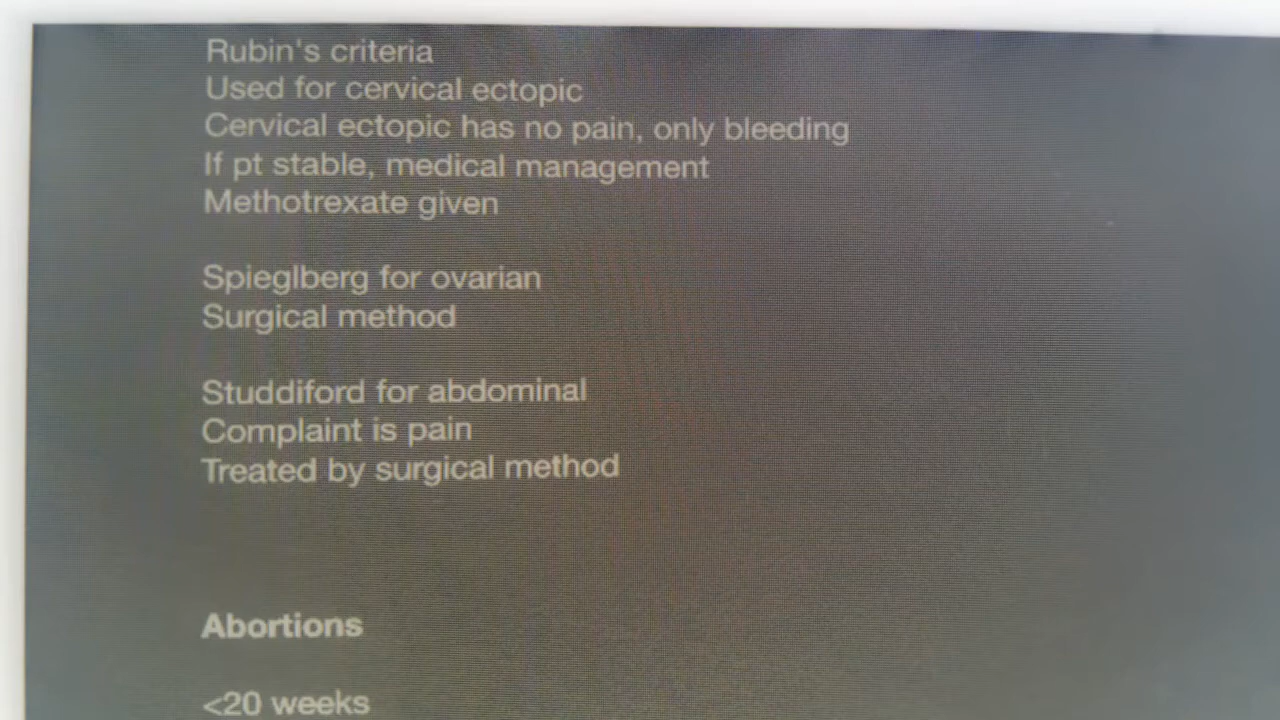 Rubin's criteria
Used for cervical ectopic
Cervical ectopic has no pain, only bleeding
If pt stable, medical management
Methotrexate given
Spieglberg for ovarian
Surgical method
Studdiford for abdominal
Complaint is pain
Treated by surgical method
Abortions
<20 weeks